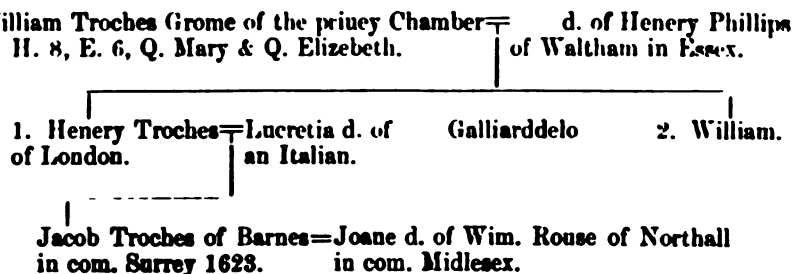 illiam Troches Grome of the priuey Chamber= d. of Henery Phillips
H. 8, E. 6, Q. Mary & Q. Elizebeth. of Waltham in Essex.
1. Henery Troches=Lucretia d. of Galliarddelo 2. William.
of London. an Italian.
Jacob Troches of Barnes=Joane d. of Wim. Rouse of Northall
in com. Surrey 1623. in com. Midlesex.